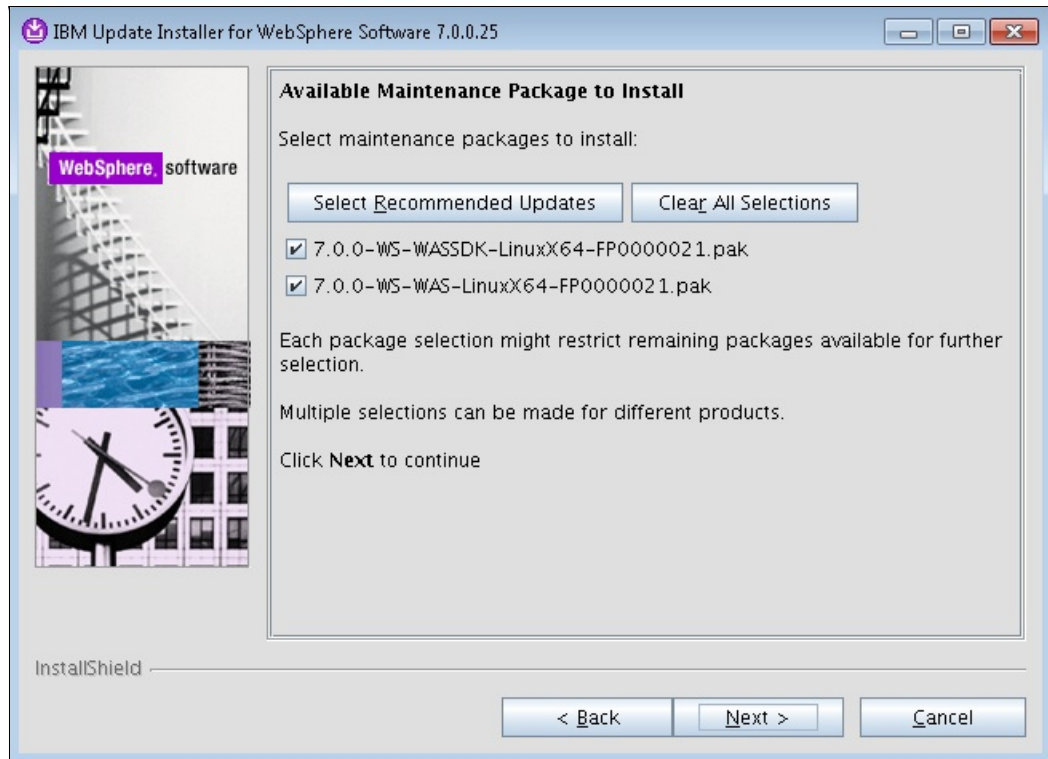 IBM Update Installer for WebSphere Software 7.0.0.25
WebSphere. software
Available Maintenance Package to Install
Select maintenance packages to install:
Select Recommended Updates
Clear All Selections
7.0.0-WS-WASSDK-LinuxX64-FP0000021.pak
7.0.0-WS-WAS-LinuxX64-FP0000021.pak
Each package selection might restrict remaining packages available for further
selection.
Multiple selections can be made for different products.
Click Next to continue
InstallShield
< Back
Next >
Cancel